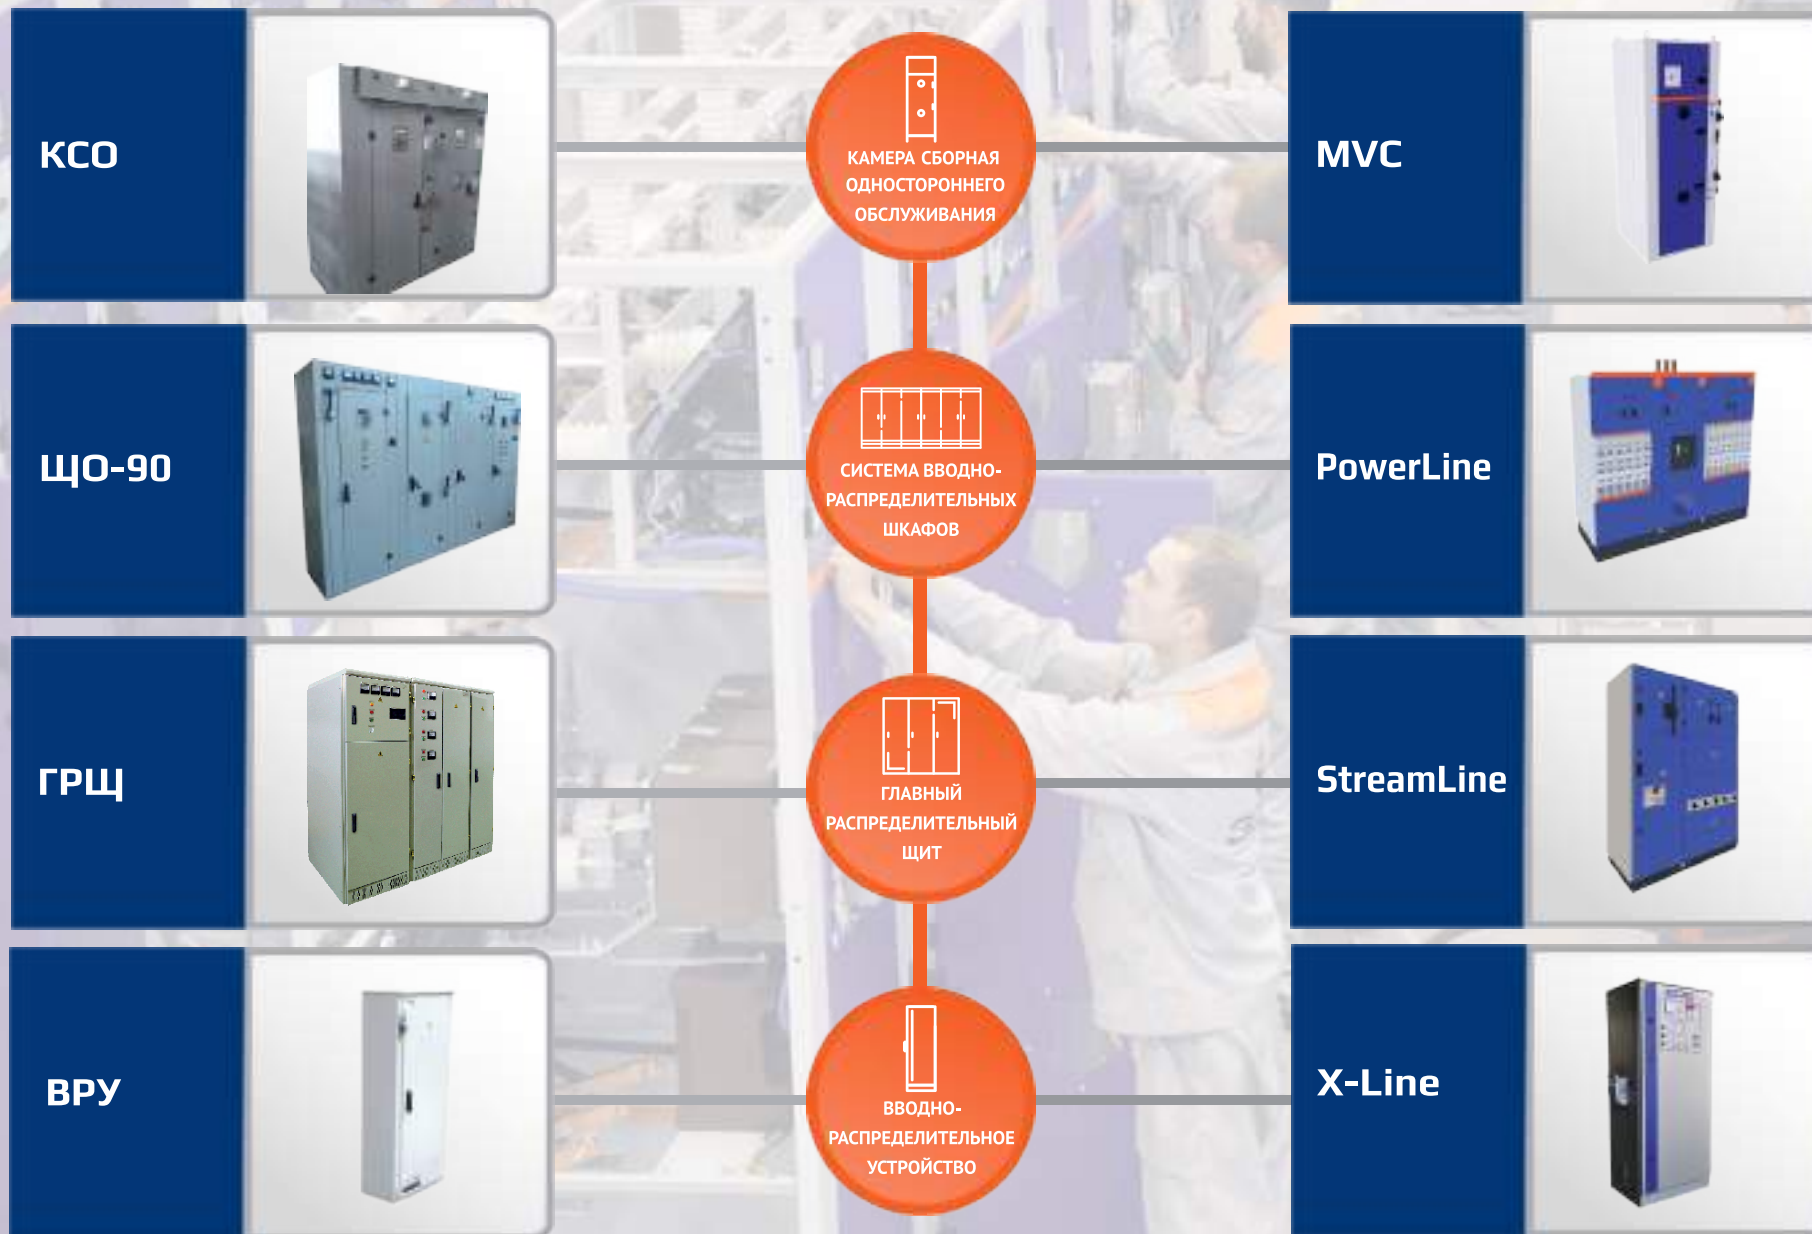 КСО
КАМЕРА СБОРНАЯ
ОДНОСТОРОННЕГО
ОБСЛУЖИВАНИЯ
MVC
ЩО-90
СИСТЕМА ВВОДНО-
РАСПРЕДЕЛИТЕЛЬНЫХ
ШКАФОВ
PowerLine
ГРЩ
ГЛАВНЫЙ
РАСПРЕДЕЛИТЕЛЬНЫЙ
ЩИТ
StreamLine
ВРУ
ВВОДНО-
РАСПРЕДЕЛИТЕЛЬНОЕ
УСТРОЙСТВО
X-Line